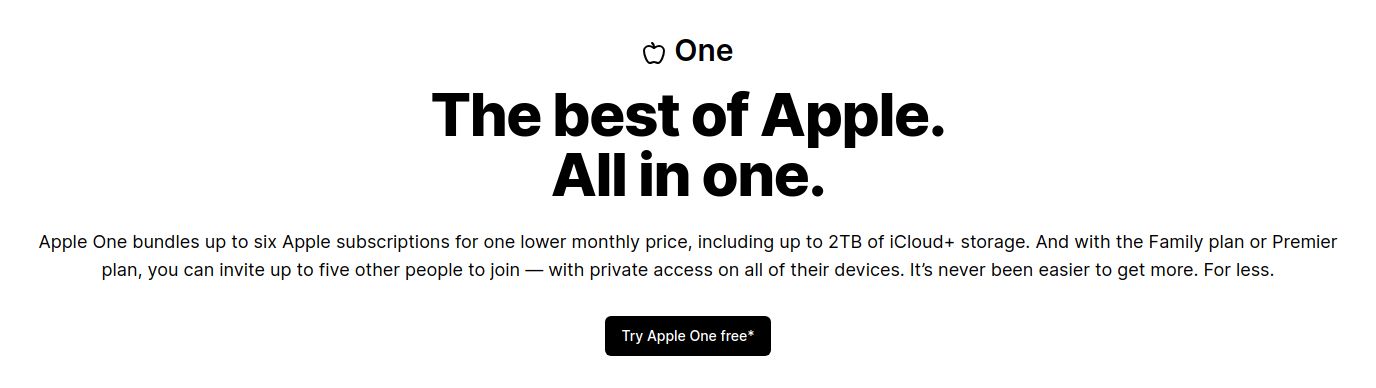 One
The best of Apple.
All in one.
Apple One bundles up to six Apple subscriptions for one lower monthly price, including up to 2TB of iCloud+ storage. And with the Family plan or Premier
plan, you can invite up to five other people to join — with private access on all of their devices. It’s never been easier to get more. For less.
Try Apple One free*